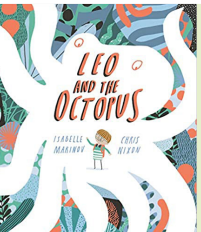 LEO
AND THE
OCTOPUS
ISABELLE CHRIS
MARINOV NIXON